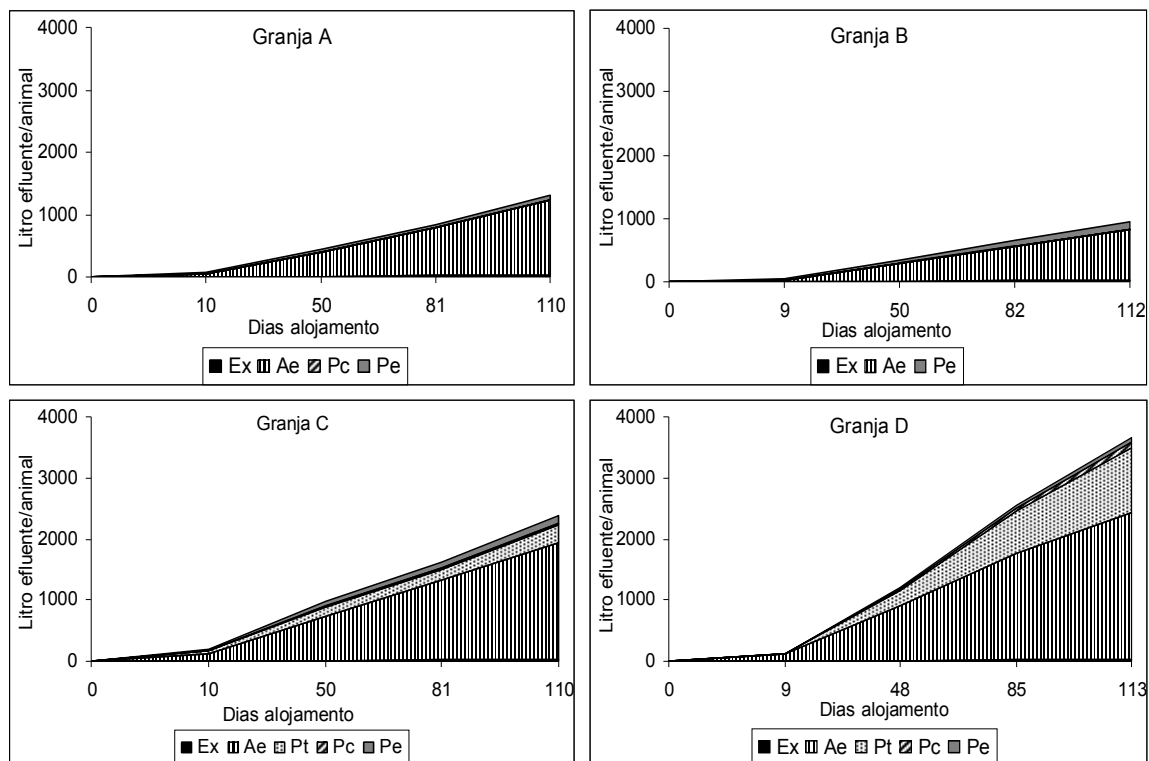 Granja A
Litro efluente/animal
4000
3000
2000
1000
0
0 10 50 81 110
Dias alojamento
Ex Ae Pc Pe
Granja B
Litro efluente/animal
4000
3000
2000
1000
0
0 9 50 82 112
Dias alojamento
Ex Ae Pe
Granja C
Litro efluente/animal
4000
3000
2000
1000
0
0 10 50 81 110
Dias alojamento
Ex Ae Pt Pc Pe
Granja D
Litro efluente/animal
4000
3000
2000
1000
0
0 9 48 85 113
Dias alojamento
Ex Ae Pt Pc Pe